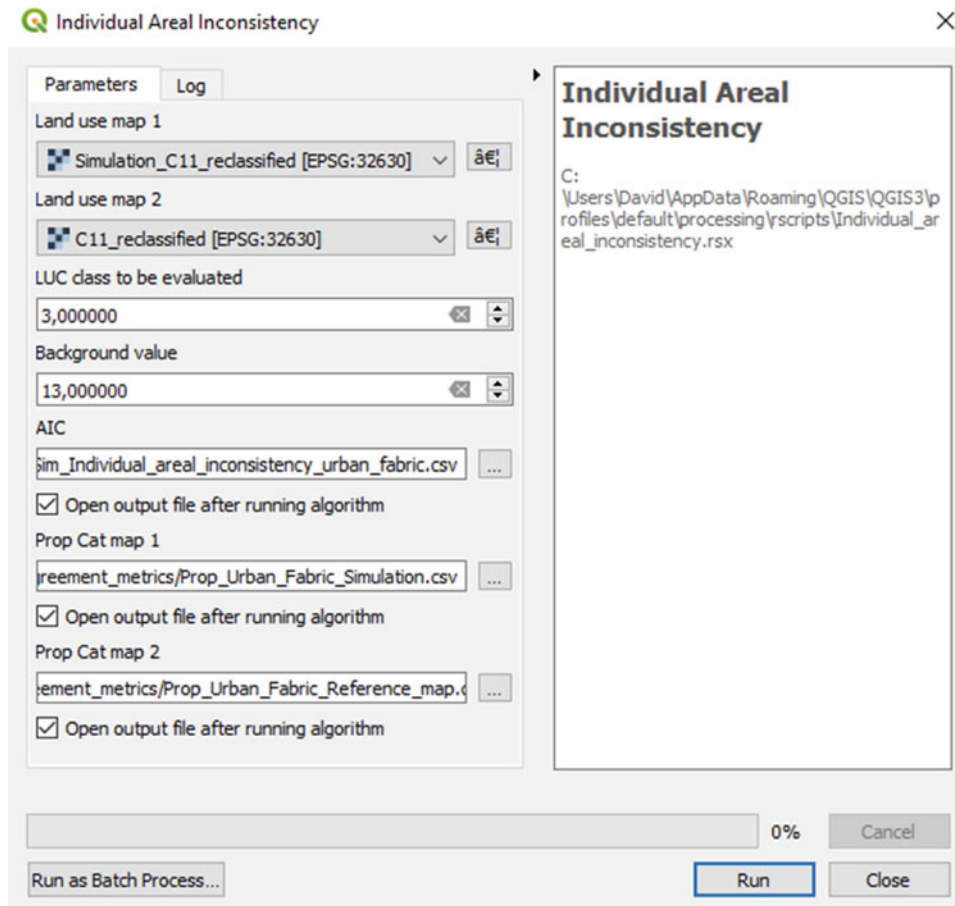 Individual Areal Inconsistency
Parameters
Log
Land use map 1
Simulation_C11_reclassified [EPSG:32630]
â€¦
Land use map 2
C11_reclassified [EPSG:32630]
â€¦
LUC class to be evaluated
3,000000
Background value
13,000000
AIC
Sim_Individual_areal_inconsistency_urban_fabric.csv
...
Open output file after running algorithm
Prop Cat map 1
greement_metrics/Prop_Urban_Fabric_Simulation.csv
...
Open output file after running algorithm
Prop Cat map 2
eement_metrics/Prop_Urban_Fabric_Reference_map.c
...
Open output file after running algorithm
Individual Areal
Inconsistency
C:
\Users\David\AppData\Roaming\QGIS\QGIS3\p
rofiles\default\processing\rscripts\Individual_ar
eal_inconsistency.rsx
0%
Cancel
Run as Batch Process...
Run
Close